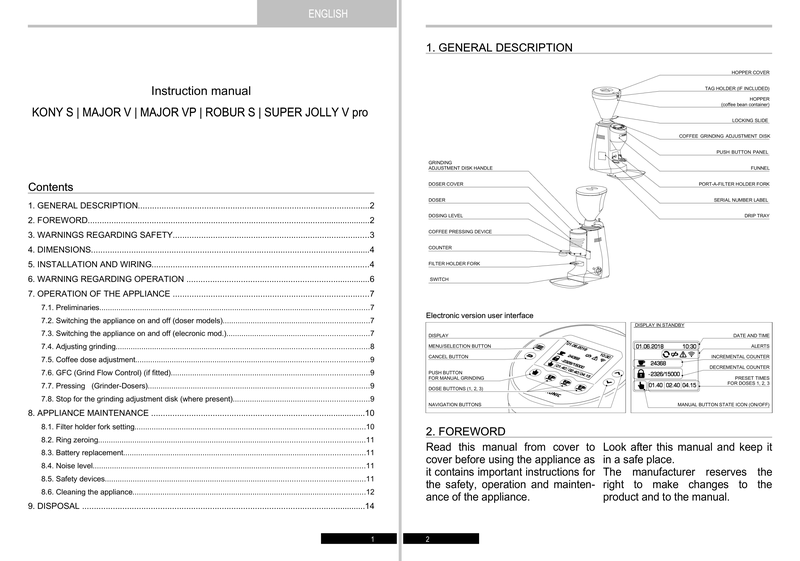 ENGLISH
Instruction manual
KONY S | MAJOR V | MAJOR VP | ROBUR S | SUPER JOLLY V pro
Contents
1. GENERAL DESCRIPTION....2
2. FOREWORD....2
3. WARNINGS REGARDING SAFETY....3
4. DIMENSIONS....4
5. INSTALLATION AND WIRING....4
6. WARNING REGARDING OPERATION ....6
7. OPERATION OF THE APPLIANCE ....7
7.1. Preliminaries....7
7.2. Switching the appliance on and off (doser models)....7
7.3. Switching the appliance on and off (elecronic mod.)....7
7.4. Adjusting grinding....8
7.5. Coffee dose adjustment....9
7.6. GFC (Grind Flow Control) (if fitted)....9
7.7. Pressing (Grinder-Dosers)....9
7.8. Stop for the grinding adjustment disk (where present)....9
8. APPLIANCE MAINTENANCE ....10
8.1. Filter holder fork setting....10
8.2. Ring zeroing....11
8.3. Battery replacement....11
8.4. Noise level....11
8.5. Safety devices....11
8.6. Cleaning the appliance....12
9. DISPOSAL ....14
1
1. GENERAL DESCRIPTION
HOPPER COVER
TAG HOLDER (IF INCLUDED)
HOPPER
(coffee bean container)
LOCKING SLIDE
COFFEE GRINDING ADJUSTMENT DISK
PUSH BUTTON PANEL
FUNNEL
PORT-A-FILTER HOLDER FORK
SERIAL NUMBER LABEL
DRIP TRAY
GRINDING
ADJUSTMENT DISK HANDLE
DOSER COVER
DOSER
DOSING LEVEL
COFFEE PRESSING DEVICE
COUNTER
FILTER HOLDER FORK
SWITCH
Electronic version user interface
DISPLAY
MENU/SELECTION BUTTON
CANCEL BUTTON
PUSH BUTTON
FOR MANUAL GRINDING
DOSE BUTTONS (1, 2, 3)
NAVIGATION BUTTONS
01.06.2018 10:30
24368
-2326/15000
01.40 02.40 04.15
DISPLAY IN STANDBY
01.06.2018 10:30
24368
-2326/15000
01.40 02.40 04.15
DATE AND TIME
ALERTS
INCREMENTAL COUNTER
DECREMENTAL COUNTER
PRESET TIMES
FOR DOSES 1, 2, 3
MANUAL BUTTON STATE ICON (ON/OFF)
2. FOREWORD
Read this manual from cover to
cover before using the appliance as
it contains important instructions for
the safety, operation and mainten-
ance of the appliance.
Look after this manual and keep it
in a safe place.
The manufacturer reserves the
right to make changes to the
product and to the manual.
2